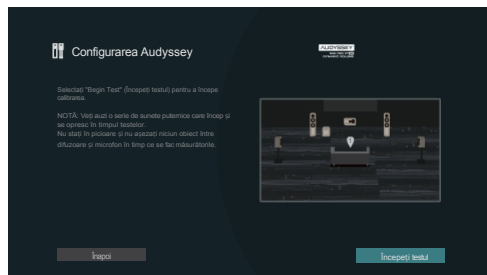 Configurarea Audyssey
AUDYSSEY
Selectați "Begin Test" (Începeți testul) pentru a începe
calibrarea.
NOTĂ: Veți auzi o serie de sunete puternice care încep și
se opresc în timpul testelor.
Nu stați în picioare și nu așezați niciun obiect între
difuzoare și microfon în timp ce se fac măsurătorile.
Înapoi
Începeți testul